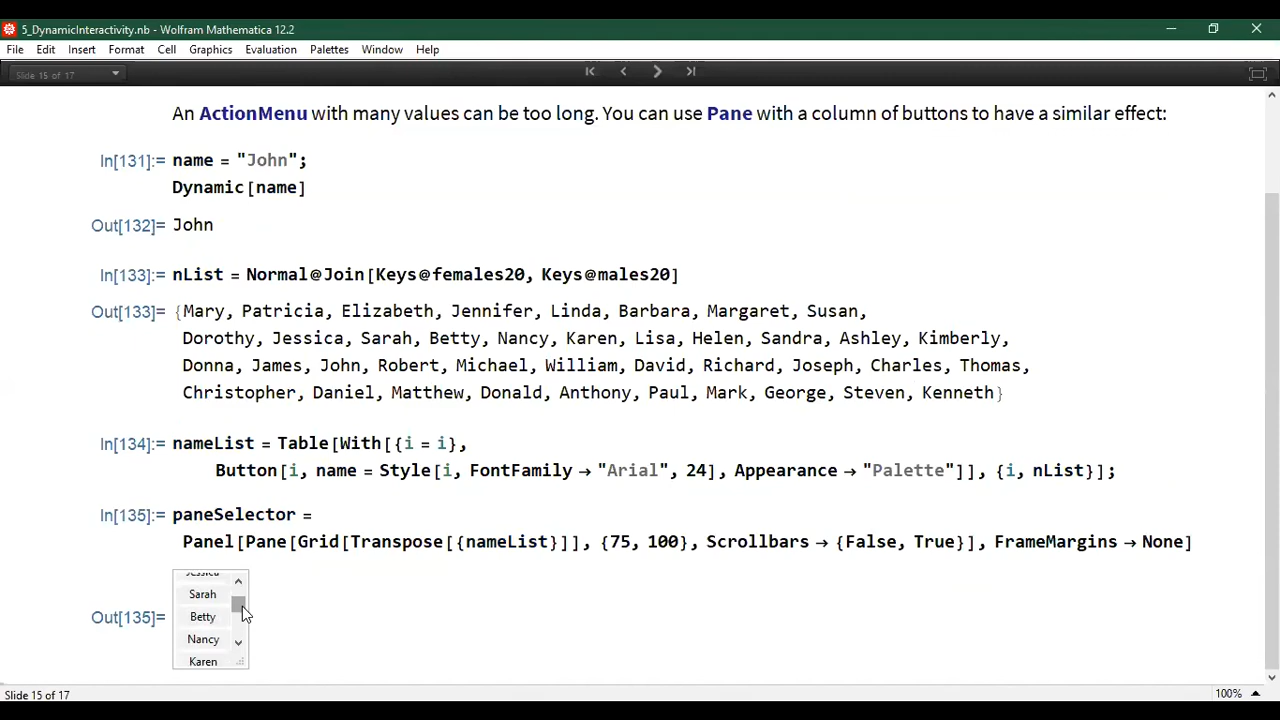 5_DynamicInteractivity.nb - Wolfram Mathematica 12.2
File Edit Insert Format Cell Graphics Evaluation Palettes Window Help
Slide 15 of 17
An ActionMenu with many values can be too long. You can use Pane with a column of buttons to have a similar effect:
In[131]:= name = "John";
Dynamic[name]
Out[132]= John
In[133]:= nList = Normal@Join[Keys@females20, Keys@males20]
Out[133]= {Mary, Patricia, Elizabeth, Jennifer, Linda, Barbara, Margaret, Susan,
Dorothy, Jessica, Sarah, Betty, Nancy, Karen, Lisa, Helen, Sandra, Ashley, Kimberly,
Donna, James, John, Robert, Michael, William, David, Richard, Joseph, Charles, Thomas,
Christopher, Daniel, Matthew, Donald, Anthony, Paul, Mark, George, Steven, Kenneth}
In[134]:= nameList = Table[With[{i = i},
Button[i, name = Style[i, FontFamily → "Arial", 24], Appearance → "Palette"]], {i, nList}];
In[135]:= paneSelector =
Panel[Pane[Grid[Transpose[{nameList}]], {75, 100}, Scrollbars → {False, True}], FrameMargins → None]
Jessica
Sarah
Out[135]= Betty
Nancy
Karen
Slide 15 of 17 100%